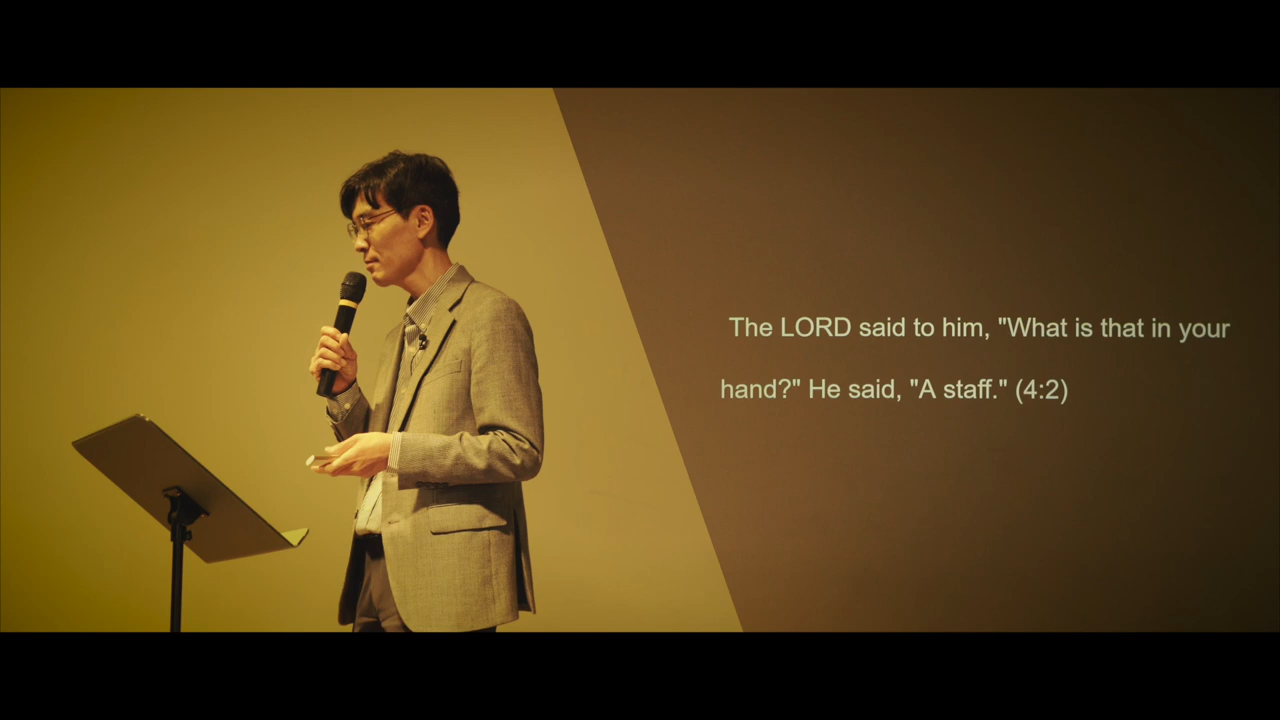 The LORD said to him, "What is that in your
hand?" He said, "A staff." (4:2)